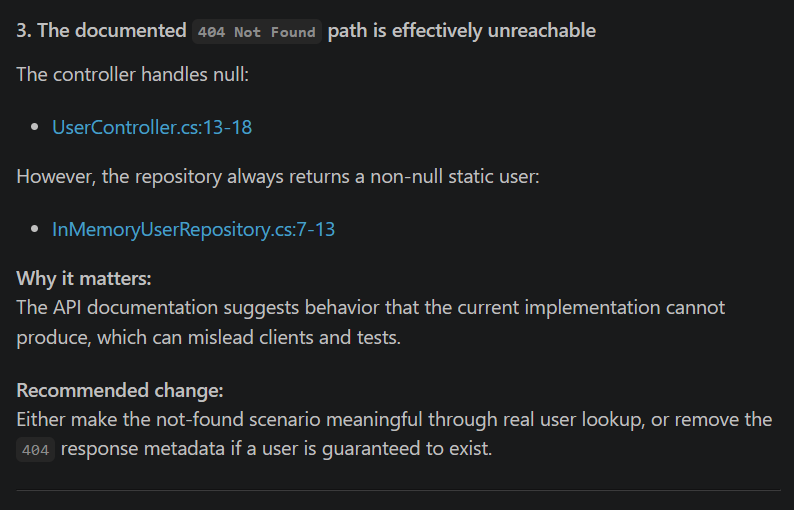 3. The documented 404 Not Found path is effectively unreachable
The controller handles null:
• UserController.cs:13-18
However, the repository always returns a non-null static user:
• InMemoryUserRepository.cs:7-13
Why it matters:
The API documentation suggests behavior that the current implementation cannot
produce, which can mislead clients and tests.
Recommended change:
Either make the not-found scenario meaningful through real user lookup, or remove the
404 response metadata if a user is guaranteed to exist.